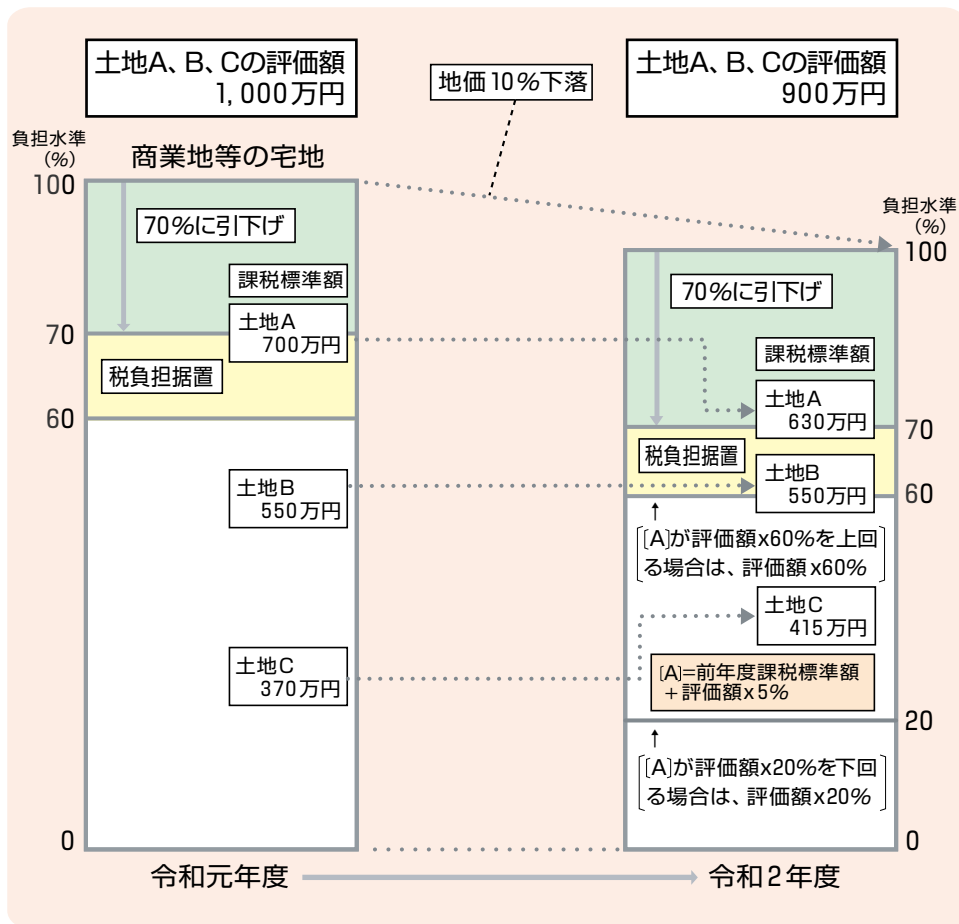 土地A、B、Cの評価額
1,000万円
地価10%下落
土地A、B、Cの評価額
900万円
負担水準
(%)
商業地等の宅地
100
70%に引下げ
課税標準額
土地A
700万円
70
税負担据置
60
土地B
550万円
土地C
370万円
0
令和元年度
負担水準
(%)
100
70%に引下げ
課税標準額
土地A
630万円
70
税負担据置
土地B
550万円
60
↑
[A]が評価額x60%を上回
る場合は、評価額x60%
土地C
415万円
[A]=前年度課税標準額
+評価額x5%
20
↑
[A]が評価額x20%を下回
る場合は、評価額x20%
0
令和2年度